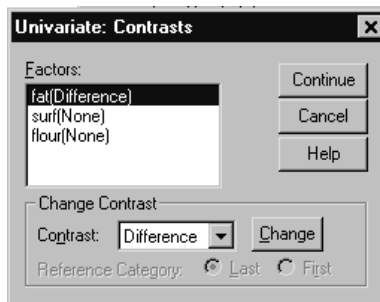 Univariate: Contrasts
Factors:
fat(Difference)
surf(None)
flour(None)
Continue
Cancel
Help
Change Contrast
Contrast: Difference Change
Reference Category: Last First